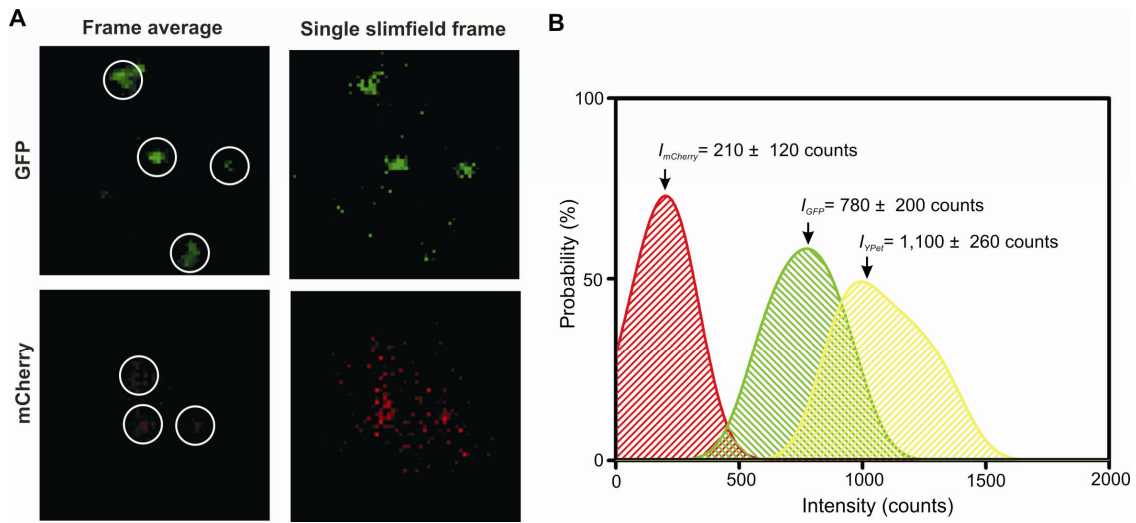 A
Frame average
Single slimfield frame
GFP
mCherry
B
100
50
0
Probability (%)
I_mCherry = 210 ± 120 counts
I_GFP = 780 ± 200 counts
I_YPet = 1,100 ± 260 counts
0 500 1000 1500 2000
Intensity (counts)